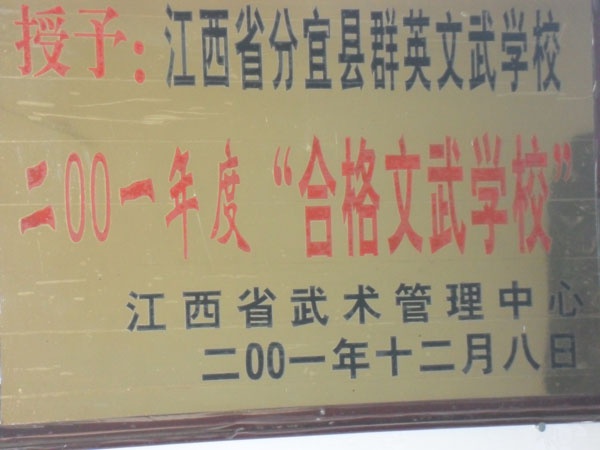 授予：江西省分宜县群英文武学校
二00一年度“合格文武学校”
江西省武术管理中心
二00一年十二月八日